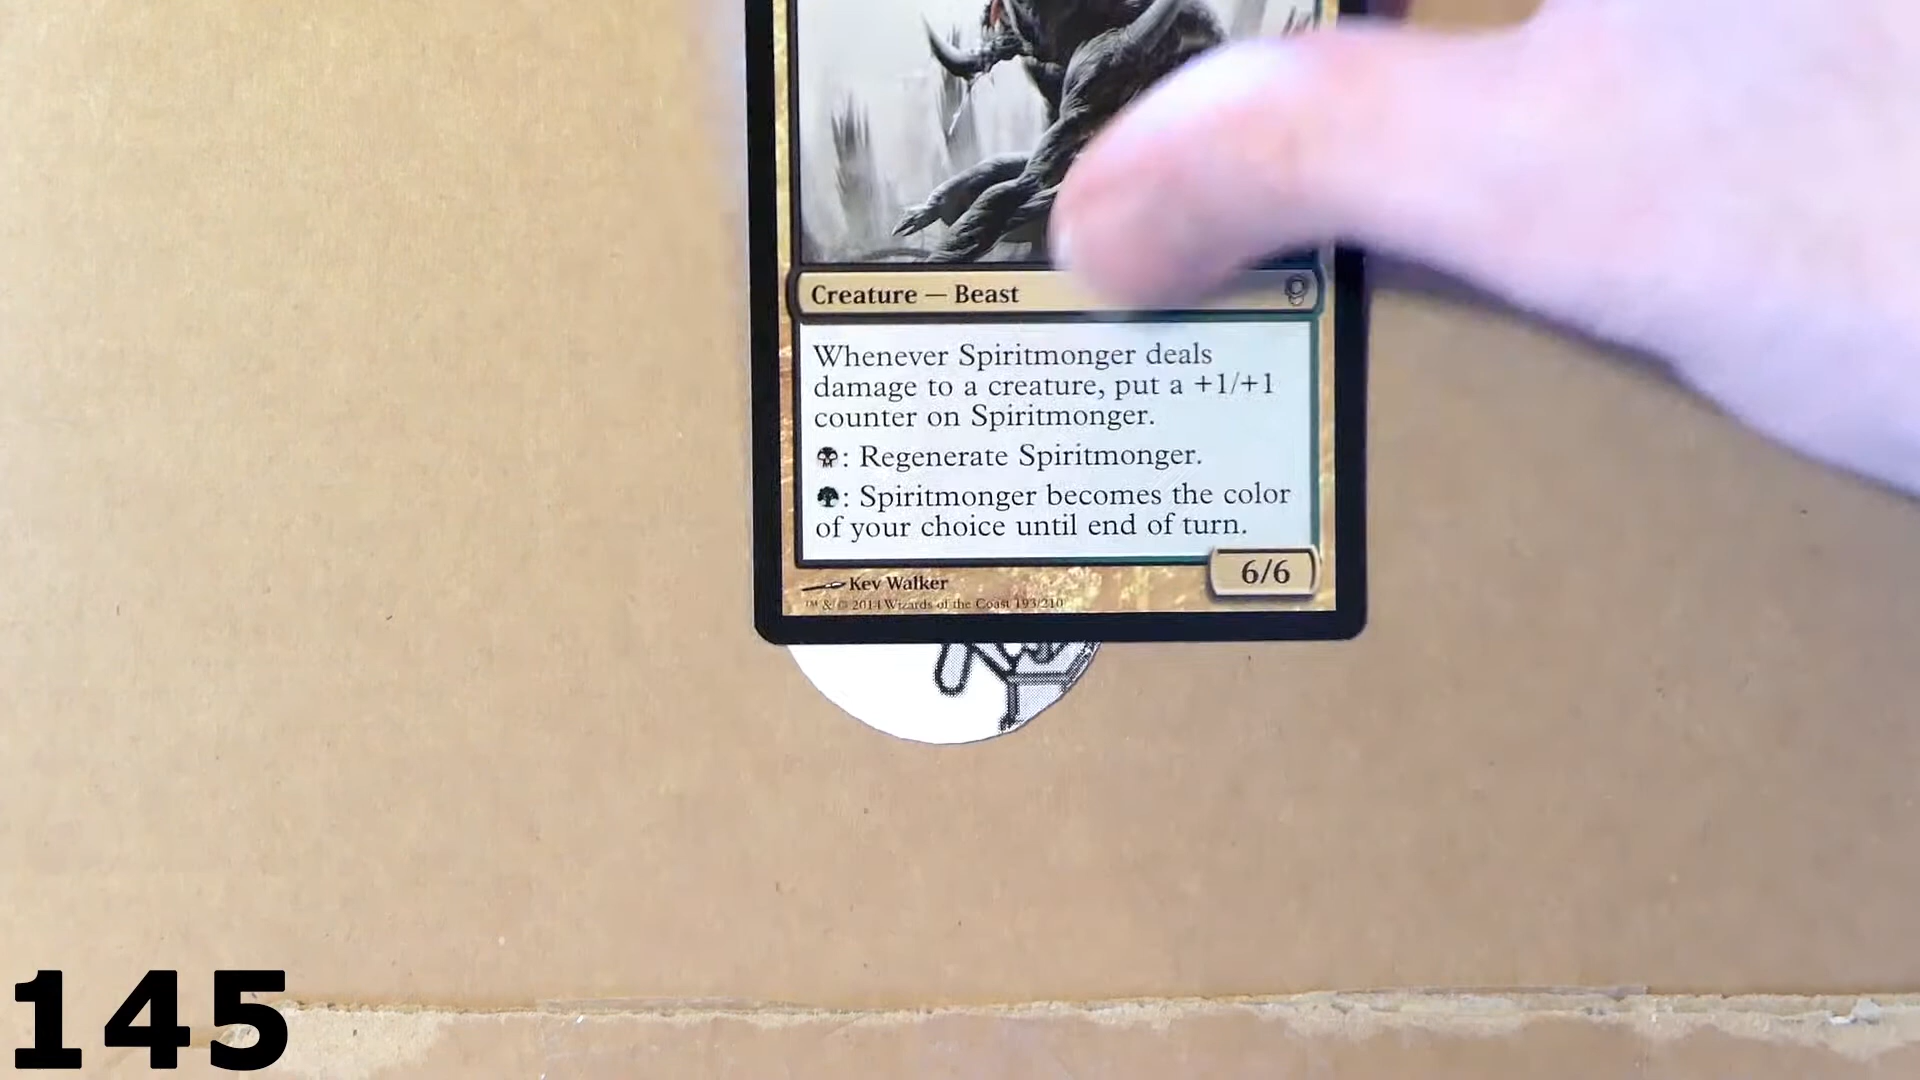 Creature — Beast
Whenever Spiritmonger deals
damage to a creature, put a +1/+1
counter on Spiritmonger.
: Regenerate Spiritmonger.
: Spiritmonger becomes the color
of your choice until end of turn.
6/6
Kev Walker
™ & © 2014 Wizards of the Coast 193/210
145